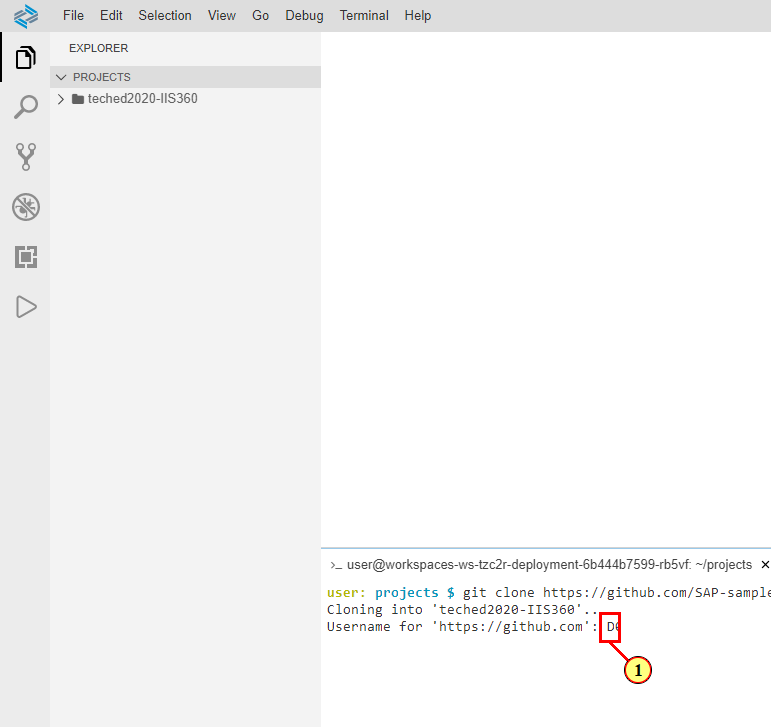 File Edit Selection View Go Debug Terminal Help
EXPLORER
PROJECTS
teched2020-IIS360
>_ user@workspaces-ws-tzc2r-deployment-6b444b7599-rb5vf: ~/projects ×
user: projects $ git clone https://github.com/SAP-sample
Cloning into 'teched2020-IIS360'..
Username for 'https://github.com': D
1